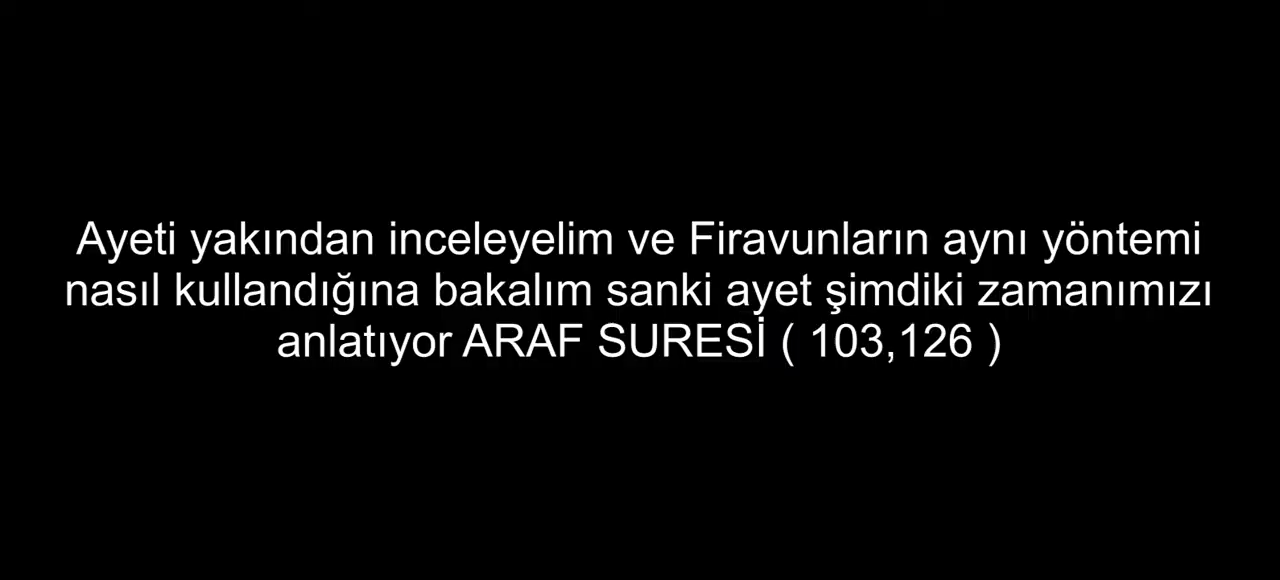 Ayeti yakından inceleyelim ve Firavunların aynı yöntemi
nasıl kullandığına bakalım sanki ayet şimdiki zamanımızı
anlatıyor ARAF SURESİ ( 103,126 )